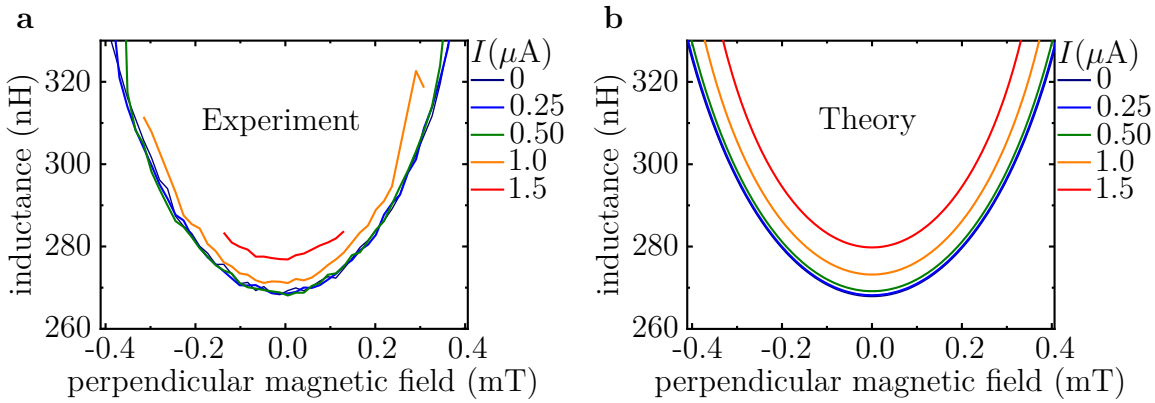 a
I(μA)
0
0.25
0.50
1.0
1.5
Experiment
inductance (nH)
320
300
280
260
-0.4 -0.2 0.0 0.2 0.4
perpendicular magnetic field (mT)
b
I(μA)
0
0.25
0.50
1.0
1.5
Theory
inductance (nH)
320
300
280
260
-0.4 -0.2 0.0 0.2 0.4
perpendicular magnetic field (mT)